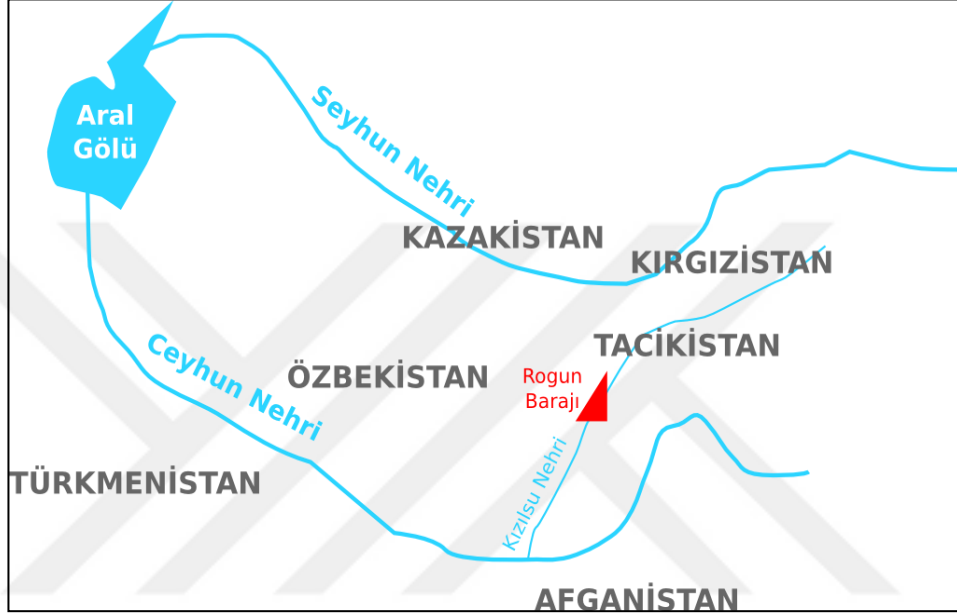 Aral
Gölü
Seyhun Nehri
KAZAKİSTAN
KIRGIZİSTAN
TACİKİSTAN
Ceyhun Nehri
ÖZBEKİSTAN
Rogun
Barajı
Kızılsu Nehri
TÜRKMENİSTAN
AFGANİSTAN